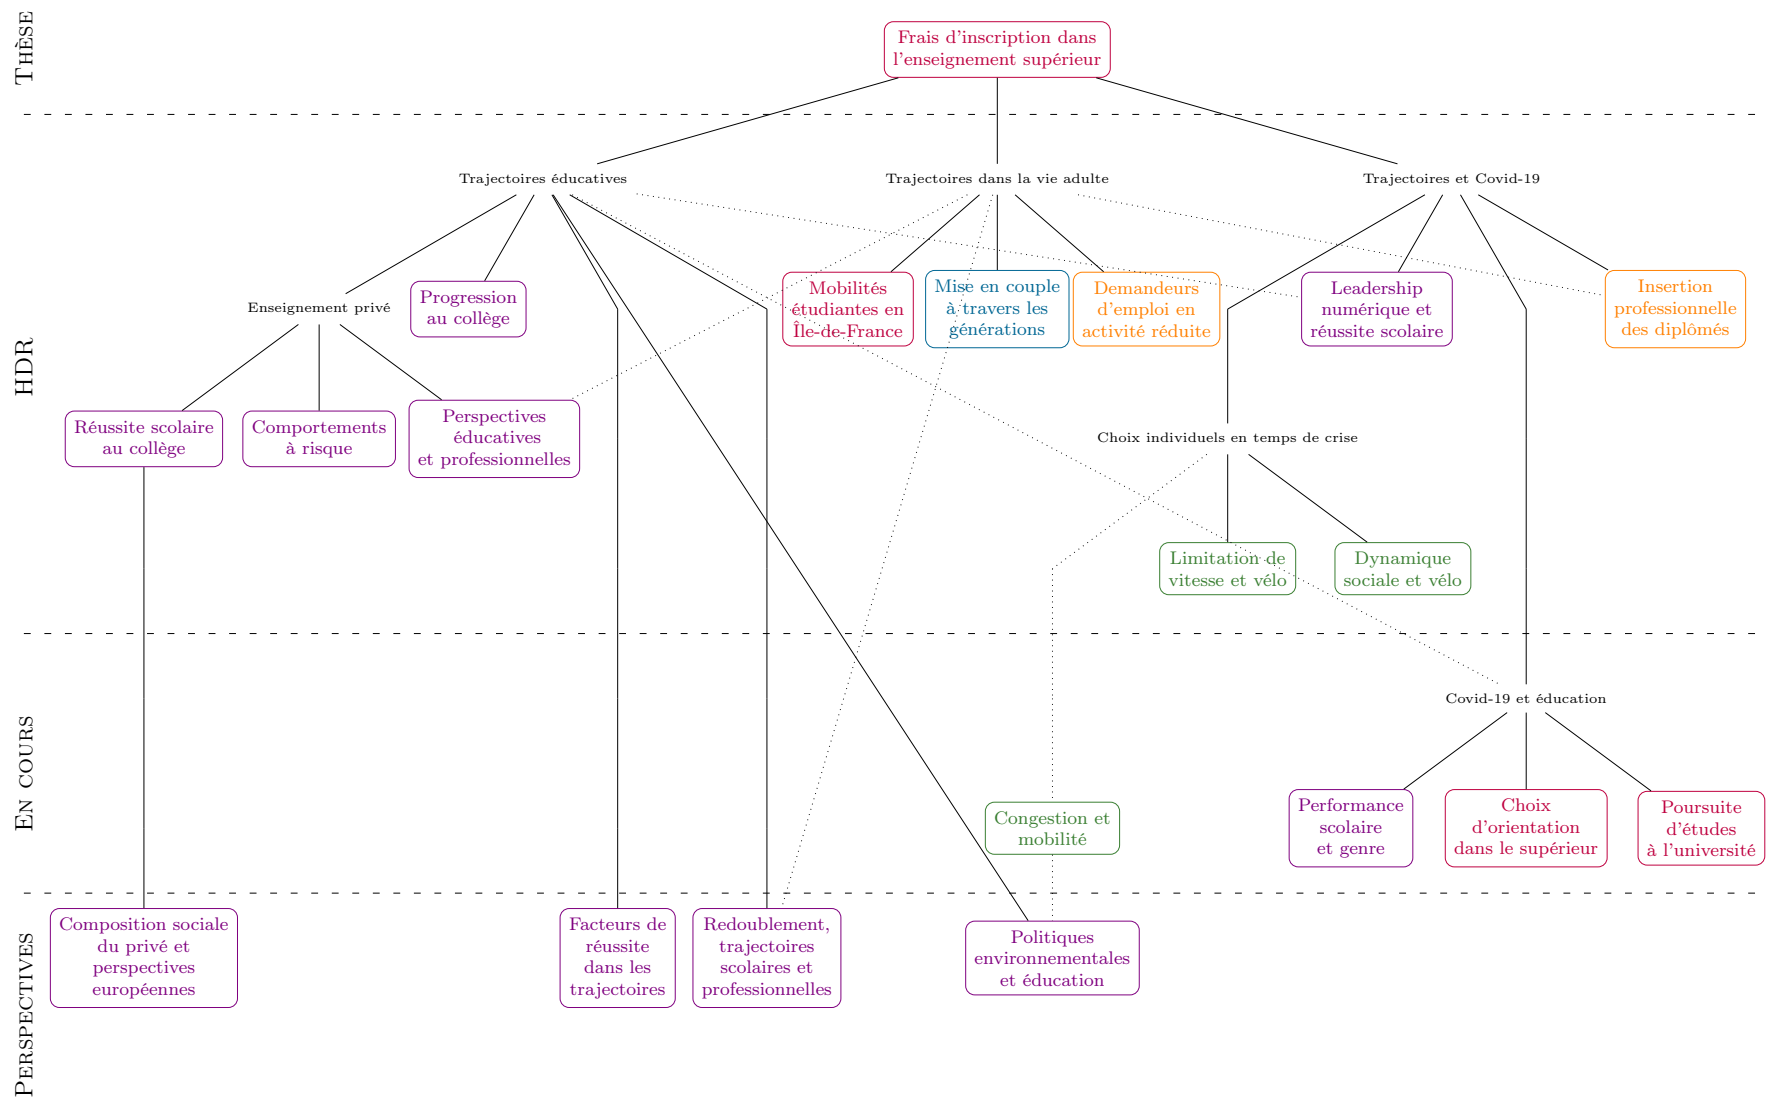 THÈSE
Frais d'inscription dans
l'enseignement supérieur
HDR
Trajectoires éducatives
Trajectoires dans la vie adulte
Trajectoires et Covid-19
Enseignement privé
Progression
au collège
Mobilités
étudiantes en
Île-de-France
Mise en couple
à travers les
générations
Demandeurs
d'emploi en
activité réduite
Leadership
numérique et
réussite scolaire
Insertion
professionnelle
des diplômés
Réussite scolaire
au collège
Comportements
à risque
Perspectives
éducatives
et professionnelles
Choix individuels en temps de crise
Limitation de
vitesse et vélo
Dynamique
sociale et vélo
EN COURS
Covid-19 et éducation
Congestion et
mobilité
Performance
scolaire
et genre
Choix
d'orientation
dans le supérieur
Poursuite
d'études
à l'université
PERSPECTIVES
Composition sociale
du privé et
perspectives
européennes
Facteurs de
réussite
dans les
trajectoires
Redoublement,
trajectoires
scolaires et
professionnelles
Politiques
environnementales
et éducation